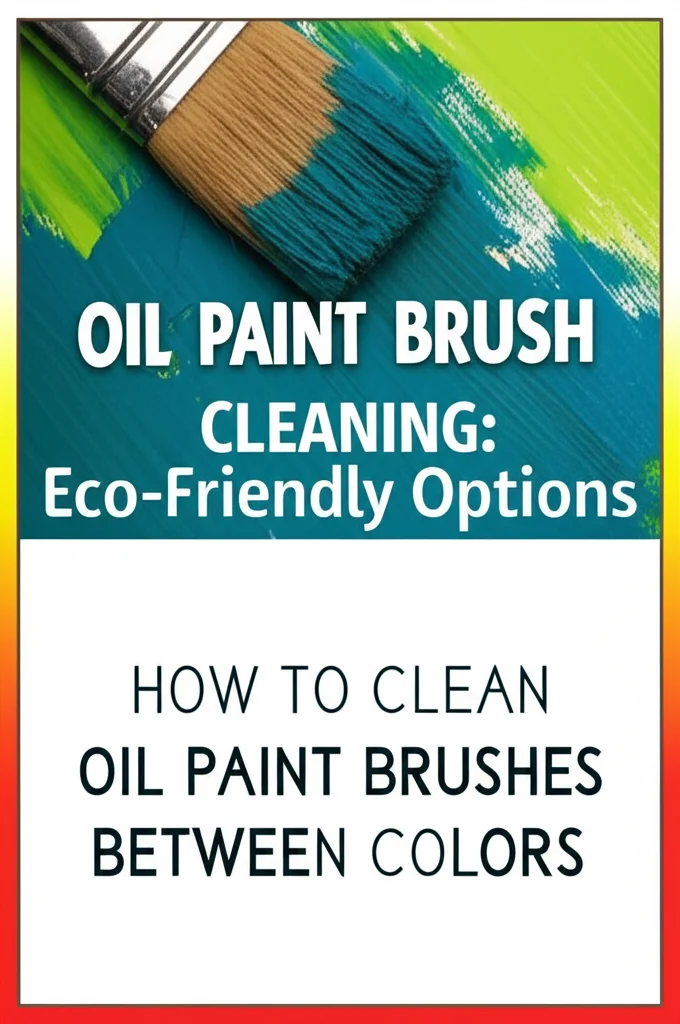 OIL PAINT BRUSH
CLEANING:
Eco-Friendly Options
HOW TO CLEAN
OIL PAINT BRUSHES
BETWEEN COLORS